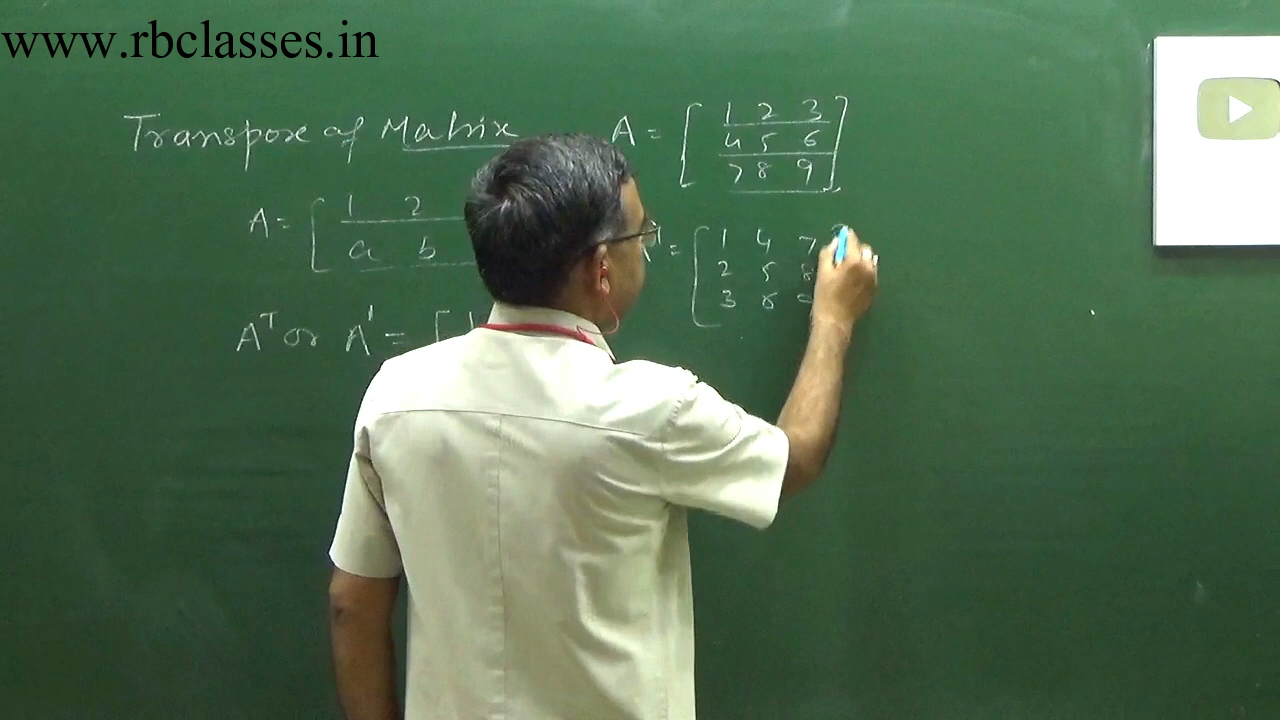 www.rbclasses.in
Transpose of Matrix
A = [ 1 2
a b
A^T or A' = [
A = [ 1 2 3
4 5 6
7 8 9 ]
' = [ 1 4 7
2 5 8
3 6